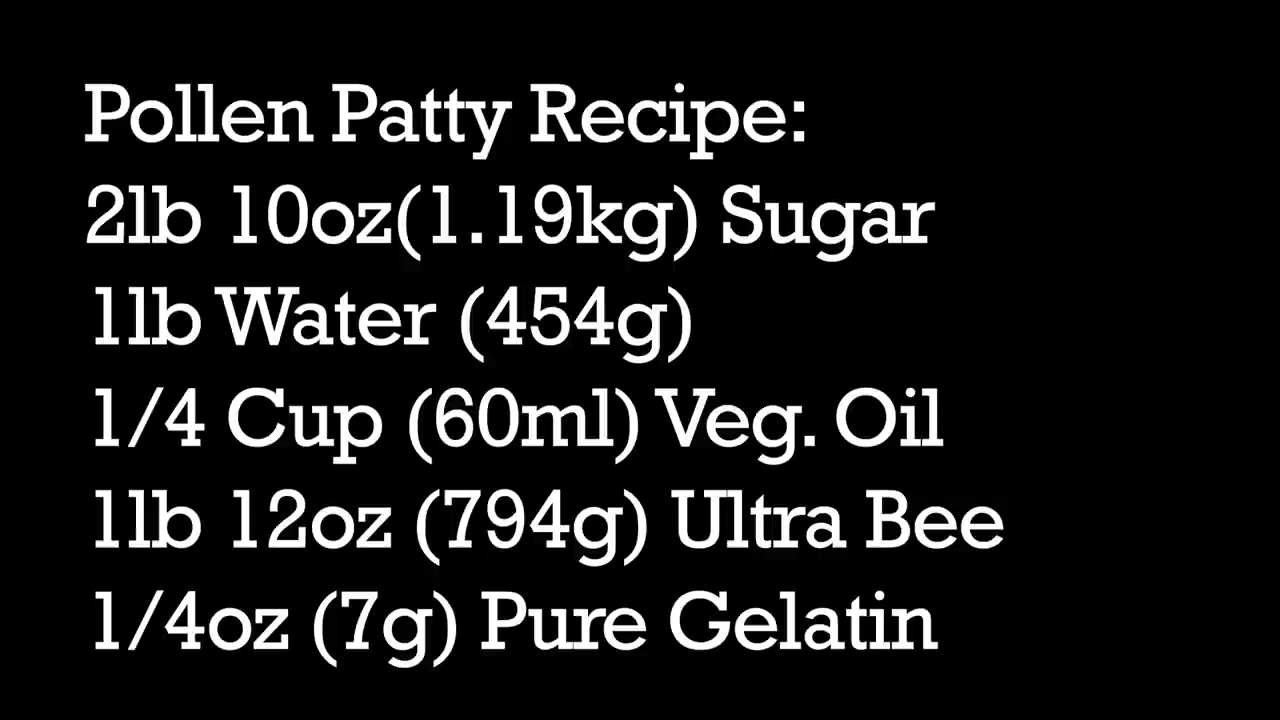 Pollen Patty Recipe:
2lb 10oz(1.19kg) Sugar
1lb Water (454g)
1/4 Cup (60ml) Veg. Oil
1lb 12oz (794g) Ultra Bee
1/4oz (7g) Pure Gelatin